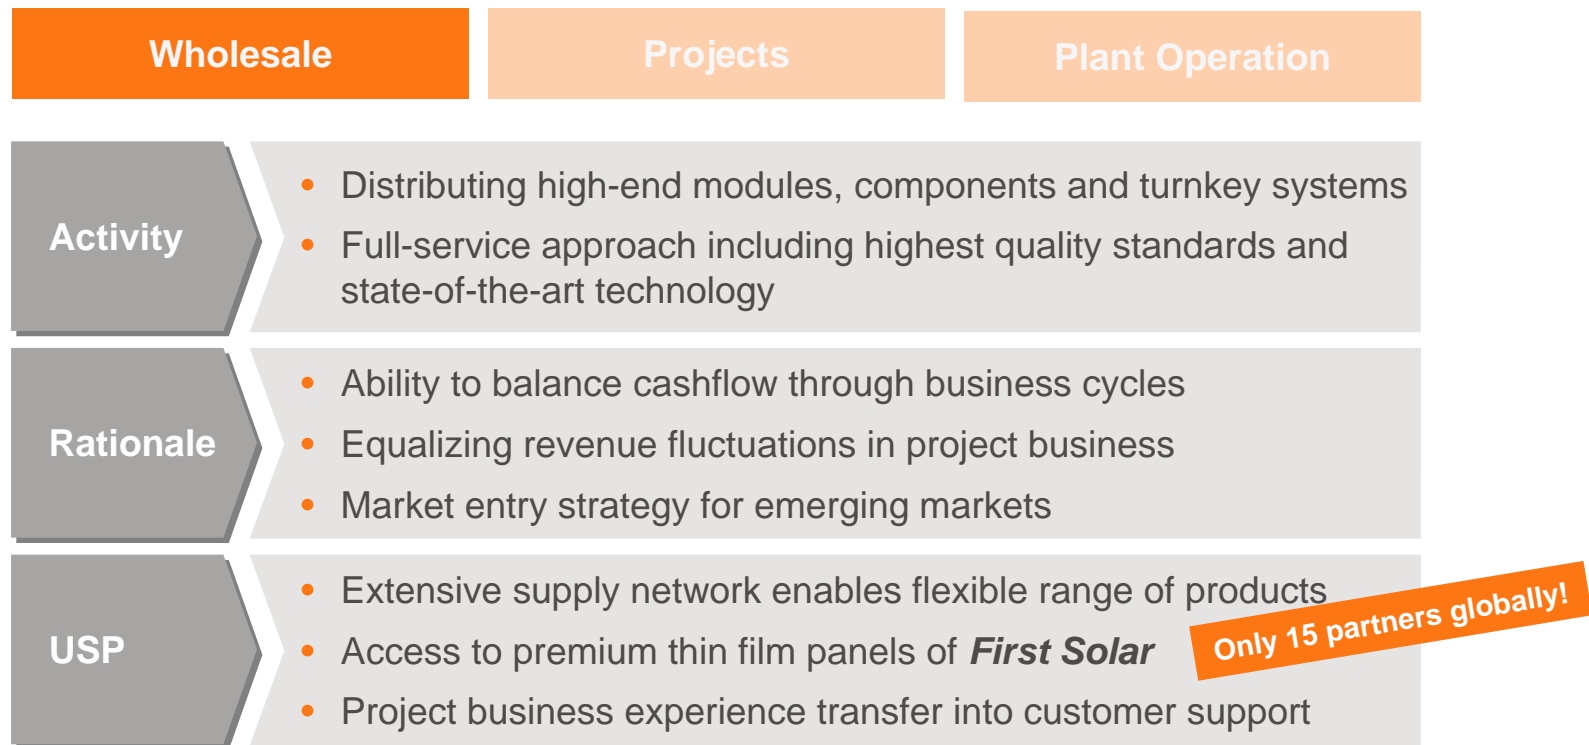 Wholesale
Projects
Plant Operation
Activity
• Distributing high-end modules, components and turnkey systems
• Full-service approach including highest quality standards and
state-of-the-art technology
Rationale
• Ability to balance cashflow through business cycles
• Equalizing revenue fluctuations in project business
• Market entry strategy for emerging markets
USP
• Extensive supply network enables flexible range of products
• Access to premium thin film panels of First Solar
Only 15 partners globally!
• Project business experience transfer into customer support